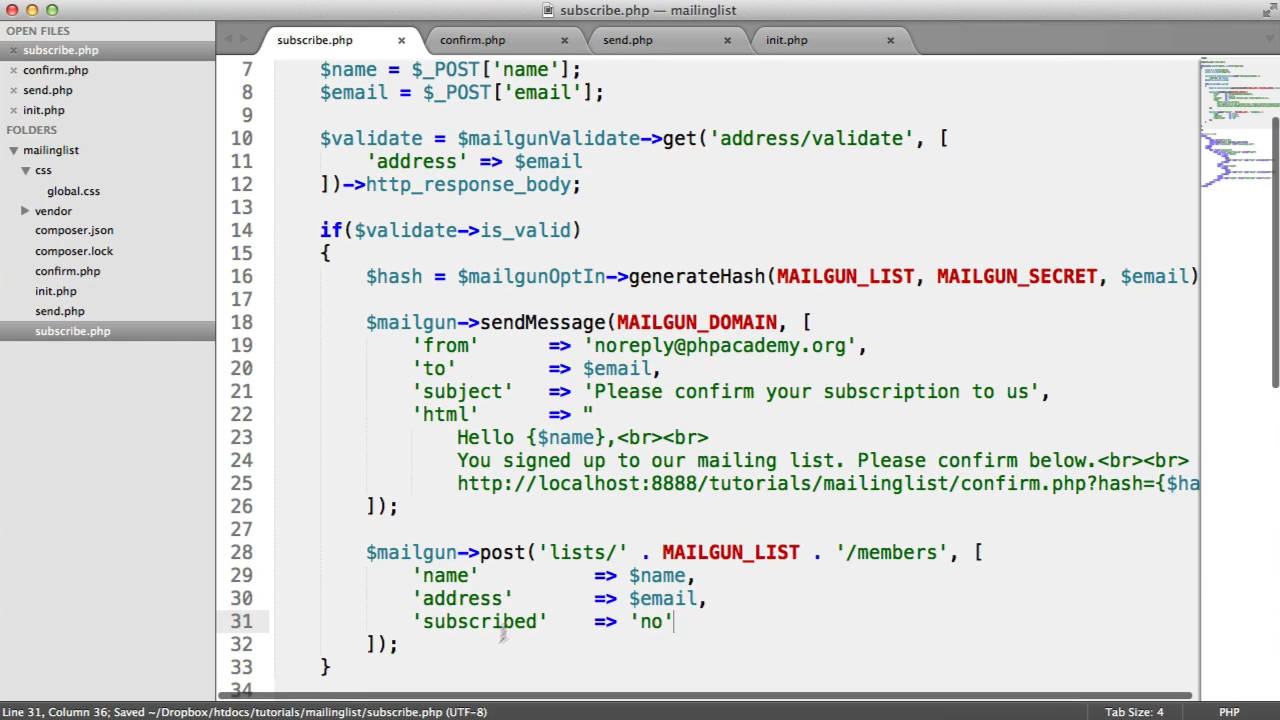 subscribe.php — mailinglist
OPEN FILES
subscribe.php
confirm.php
send.php
init.php
FOLDERS
mailinglist
css
global.css
vendor
composer.json
composer.lock
confirm.php
init.php
send.php
subscribe.php
subscribe.php × confirm.php × send.php × init.php ×
7 $name = $_POST['name'];
8 $email = $_POST['email'];
9
10 $validate = $mailgunValidate->get('address/validate', [
11 'address' => $email
12 ])->http_response_body;
13
14 if($validate->is_valid)
15 {
16 $hash = $mailgunOptIn->generateHash(MAILGUN_LIST, MAILGUN_SECRET, $email)
17
18 $mailgun->sendMessage(MAILGUN_DOMAIN, [
19 'from' => 'noreply@phpacademy.org',
20 'to' => $email,
21 'subject' => 'Please confirm your subscription to us',
22 'html' => "
23 Hello {$name},<br><br>
24 You signed up to our mailing list. Please confirm below.<br><br>
25 http://localhost:8888/tutorials/mailinglist/confirm.php?hash={$ha
26 ]);
27
28 $mailgun->post('lists/' . MAILGUN_LIST . '/members', [
29 'name' => $name,
30 'address' => $email,
31 'subscribed' => 'no'
32 ]);
33 }
34
Line 31, Column 36; Saved ~/Dropbox/htdocs/tutorials/mailinglist/subscribe.php (UTF-8) Tab Size: 4 PHP